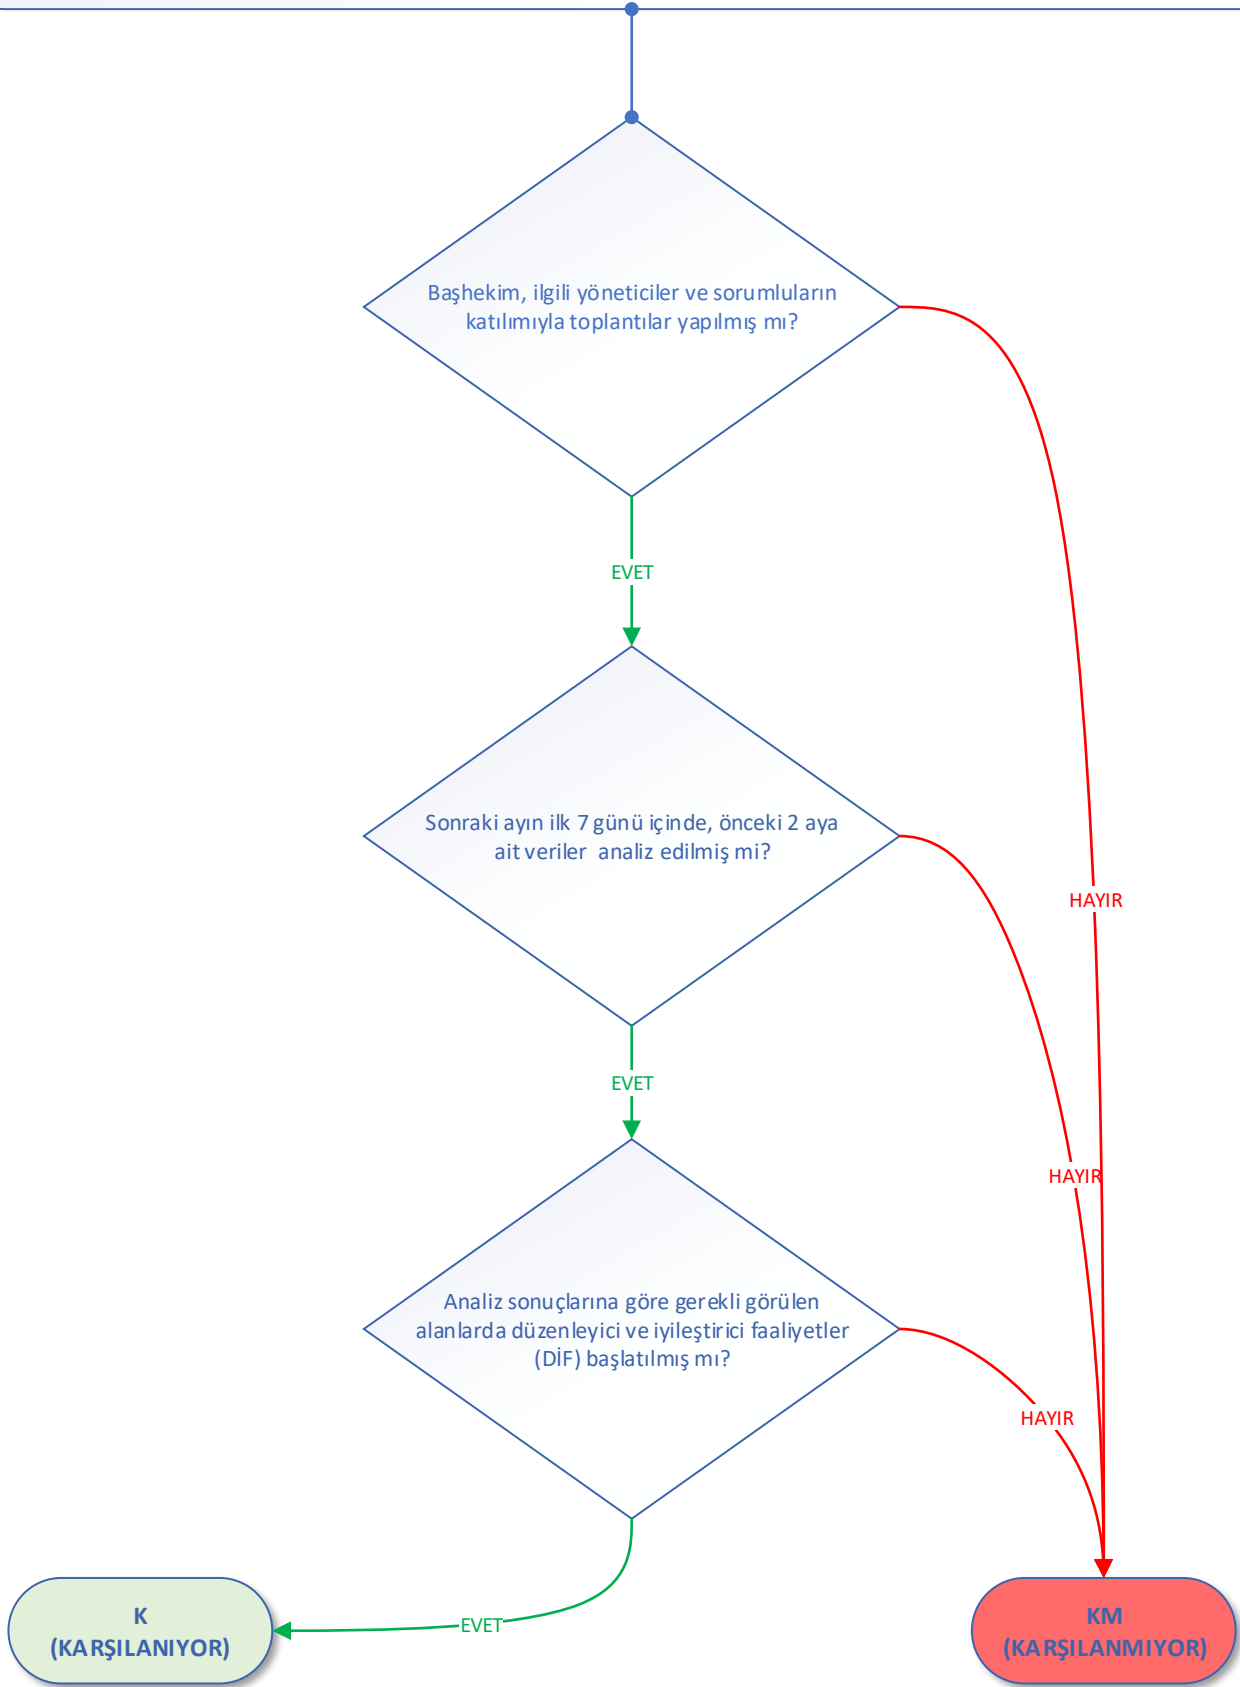 Başhekim, ilgili yöneticiler ve sorumluların
katılımıyla toplantılar yapılmış mı?
EVET
Sonraki ayın ilk 7 günü içinde, önceki 2 aya
ait veriler analiz edilmiş mi?
HAYIR
EVET
HAYIR
Analiz sonuçlarına göre gerekli görülen
alanlarda düzenleyici ve iyileştirici faaliyetler
(DİF) başlatılmış mı?
HAYIR
EVET
K
(KARŞILANIYOR)
KM
(KARŞILANMIYOR)